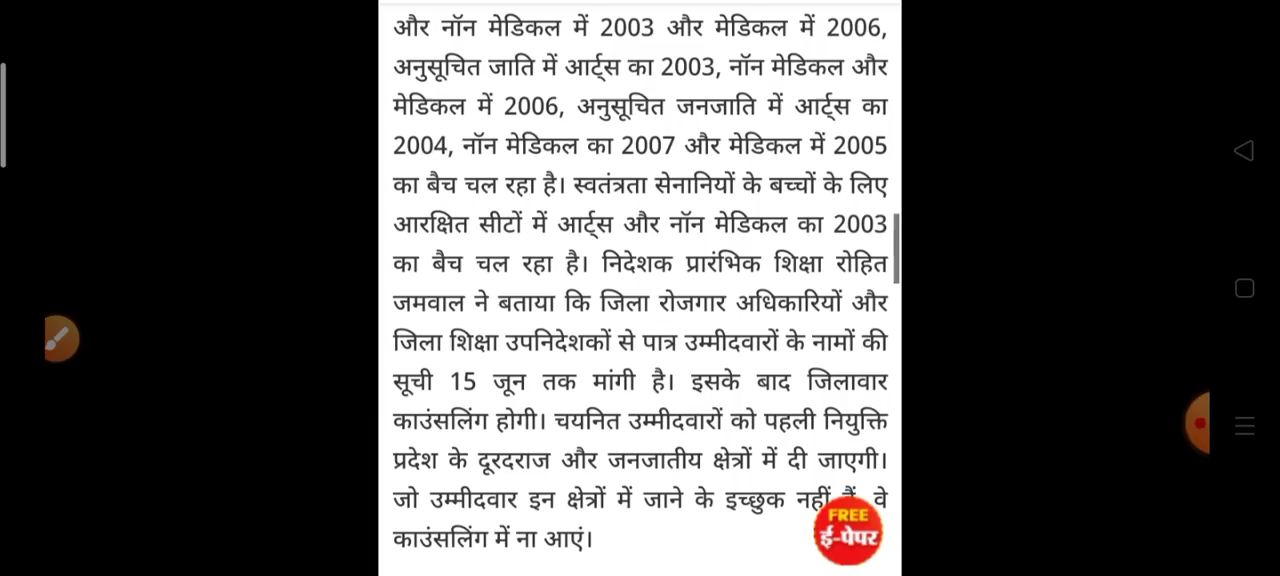 और नॉन मेडिकल में 2003 और मेडिकल में 2006,
अनुसूचित जाति में आर्ट्स का 2003, नॉन मेडिकल और
मेडिकल में 2006, अनुसूचित जनजाति में आर्ट्स का
2004, नॉन मेडिकल का 2007 और मेडिकल में 2005
का बैच चल रहा है। स्वतंत्रता सेनानियों के बच्चों के लिए
आरक्षित सीटों में आर्ट्स और नॉन मेडिकल का 2003
का बैच चल रहा है। निदेशक प्रारंभिक शिक्षा रोहित
जमवाल ने बताया कि जिला रोजगार अधिकारियों और
जिला शिक्षा उपनिदेशकों से पात्र उम्मीदवारों के नामों की
सूची 15 जून तक मांगी है। इसके बाद जिलावार
काउंसलिंग होगी। चयनित उम्मीदवारों को पहली नियुक्ति
प्रदेश के दूरदराज और जनजातीय क्षेत्रों में दी जाएगी।
जो उम्मीदवार इन क्षेत्रों में जाने के इच्छुक नहीं हैं, वे
काउंसलिंग में ना आएं।
FREE
ई-पेपर